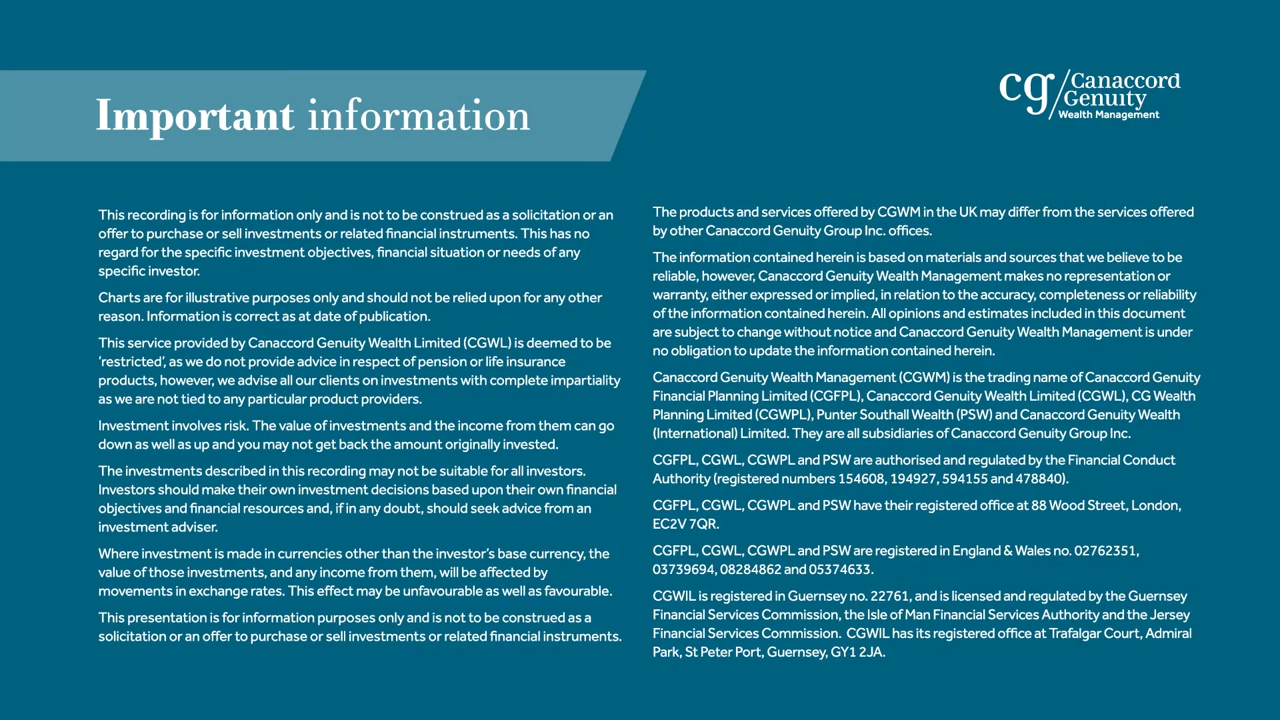 Important information
cg/Canaccord
Genuity
Wealth Management
This recording is for information only and is not to be construed as a solicitation or an
offer to purchase or sell investments or related financial instruments. This has no
regard for the specific investment objectives, financial situation or needs of any
specific investor.
Charts are for illustrative purposes only and should not be relied upon for any other
reason. Information is correct as at date of publication.
This service provided by Canaccord Genuity Wealth Limited (CGWL) is deemed to be
‘restricted’, as we do not provide advice in respect of pension or life insurance
products, however, we advise all our clients on investments with complete impartiality
as we are not tied to any particular product providers.
Investment involves risk. The value of investments and the income from them can go
down as well as up and you may not get back the amount originally invested.
The investments described in this recording may not be suitable for all investors.
Investors should make their own investment decisions based upon their own financial
objectives and financial resources and, if in any doubt, should seek advice from an
investment adviser.
Where investment is made in currencies other than the investor’s base currency, the
value of those investments, and any income from them, will be affected by
movements in exchange rates. This effect may be unfavourable as well as favourable.
This presentation is for information purposes only and is not to be construed as a
solicitation or an offer to purchase or sell investments or related financial instruments.
The products and services offered by CGWM in the UK may differ from the services offered
by other Canaccord Genuity Group Inc. offices.
The information contained herein is based on materials and sources that we believe to be
reliable, however, Canaccord Genuity Wealth Management makes no representation or
warranty, either expressed or implied, in relation to the accuracy, completeness or reliability
of the information contained herein. All opinions and estimates included in this document
are subject to change without notice and Canaccord Genuity Wealth Management is under
no obligation to update the information contained herein.
Canaccord Genuity Wealth Management (CGWM) is the trading name of Canaccord Genuity
Financial Planning Limited (CGFPL), Canaccord Genuity Wealth Limited (CGWL), CG Wealth
Planning Limited (CGWPL), Punter Southall Wealth (PSW) and Canaccord Genuity Wealth
(International) Limited. They are all subsidiaries of Canaccord Genuity Group Inc.
CGFPL, CGWL, CGWPL and PSW are authorised and regulated by the Financial Conduct
Authority (registered numbers 154608, 194927, 594155 and 478840).
CGFPL, CGWL, CGWPL and PSW have their registered office at 88 Wood Street, London,
EC2V 7QR.
CGFPL, CGWL, CGWPL and PSW are registered in England & Wales no. 02762351,
03739694, 08284862 and 05374633.
CGWIL is registered in Guernsey no. 22761, and is licensed and regulated by the Guernsey
Financial Services Commission, the Isle of Man Financial Services Authority and the Jersey
Financial Services Commission.  CGWIL has its registered office at Trafalgar Court, Admiral
Park, St Peter Port, Guernsey, GY1 2JA.